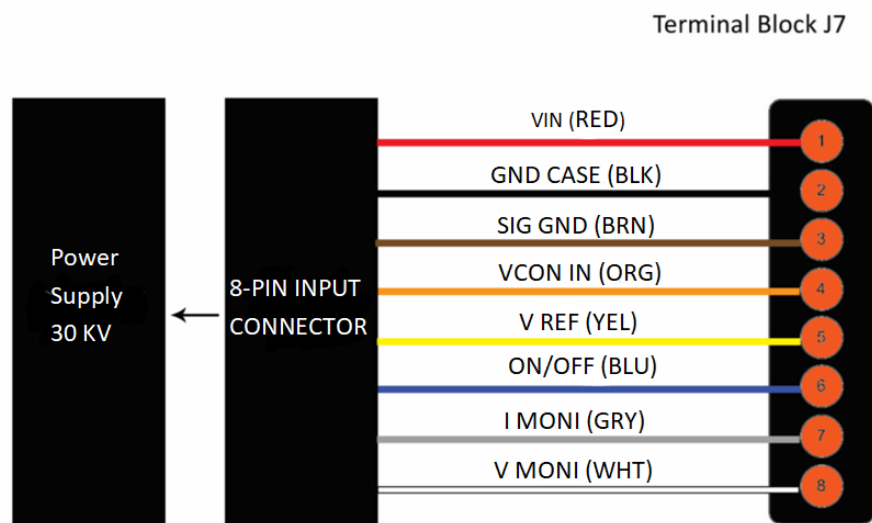 Terminal Block J7
VIN (RED)
1
GND CASE (BLK)
2
SIG GND (BRN)
3
Power
Supply
30 KV
8-PIN INPUT
CONNECTOR
VCON IN (ORG)
4
V REF (YEL)
5
ON/OFF (BLU)
6
I MONI (GRY)
7
V MONI (WHT)
8